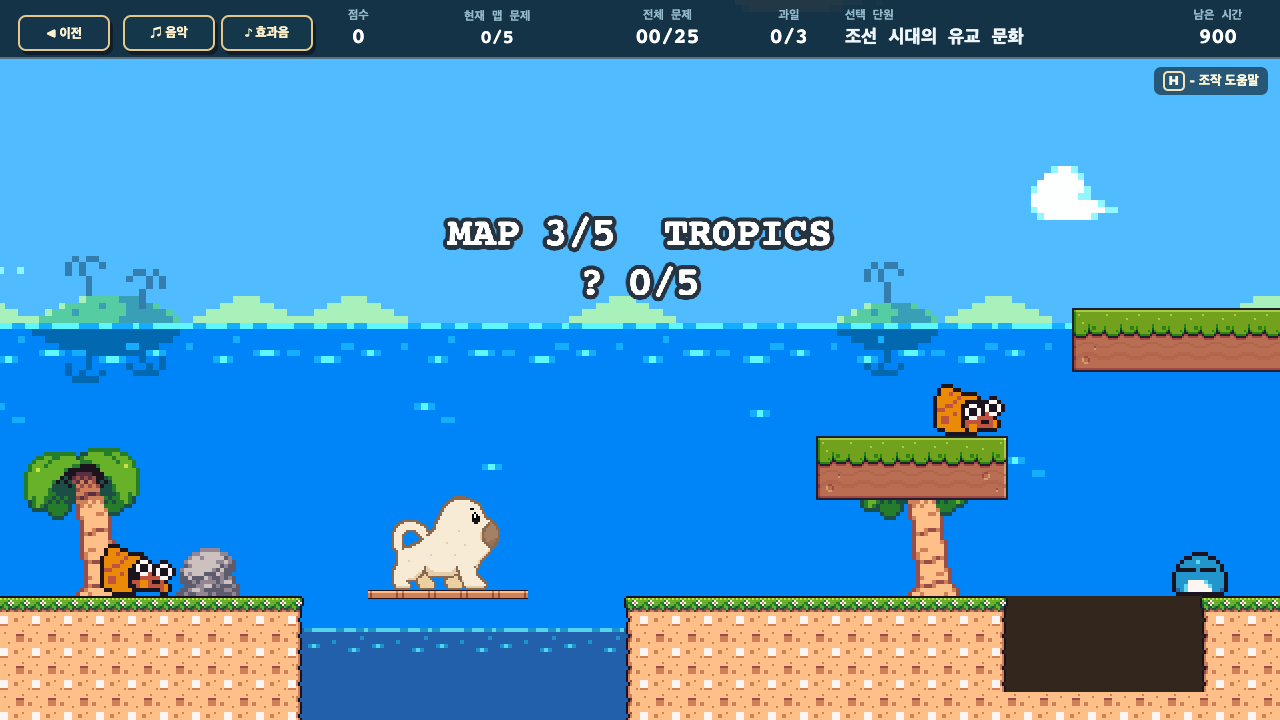 ◀ 이전
♫ 음악
♪ 효과음
점수
0
현재 맵 문제
0/5
전체 문제
00/25
과일
0/3
선택 단원
조선 시대의 유교 문화
남은 시간
900
H - 조작 도움말
MAP 3/5 TROPICS
? 0/5